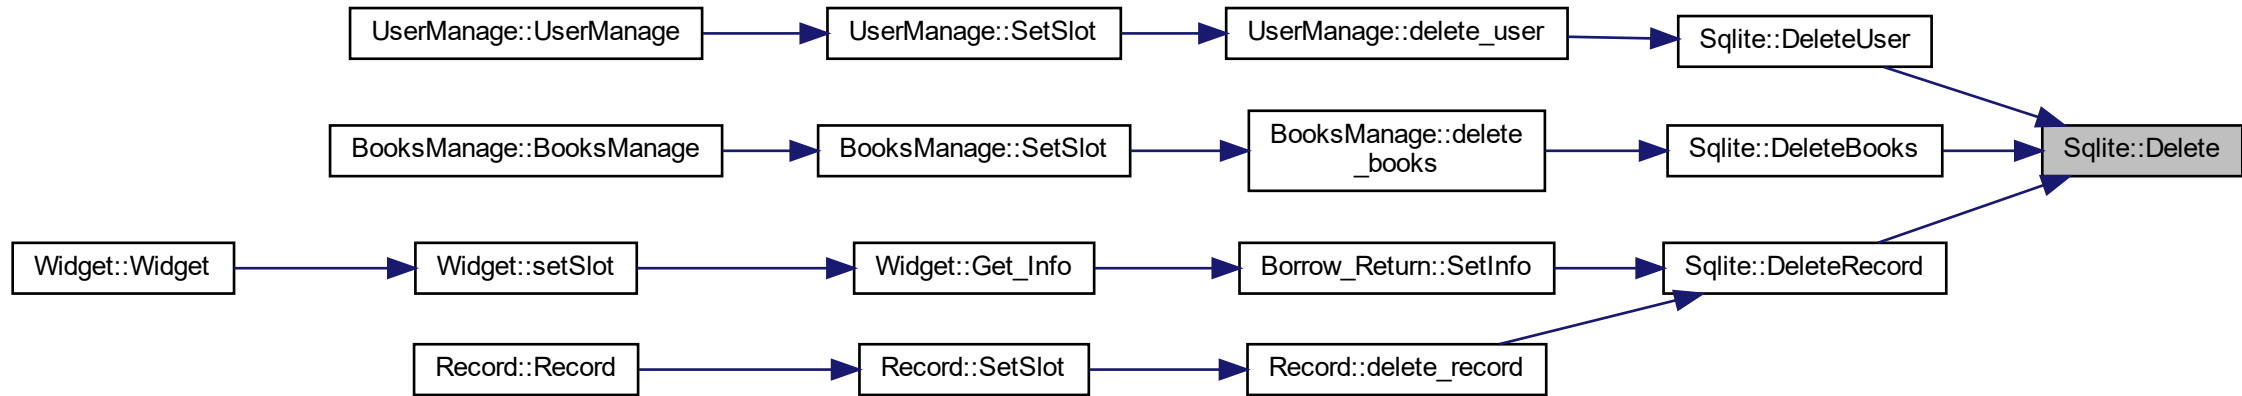 UserManage::UserManage
UserManage::SetSlot
UserManage::delete_user
Sqlite::DeleteUser
BooksManage::BooksManage
BooksManage::SetSlot
BooksManage::delete
_books
Sqlite::DeleteBooks
Sqlite::Delete
Widget::Widget
Widget::setSlot
Widget::Get_Info
Borrow_Return::SetInfo
Sqlite::DeleteRecord
Record::Record
Record::SetSlot
Record::delete_record